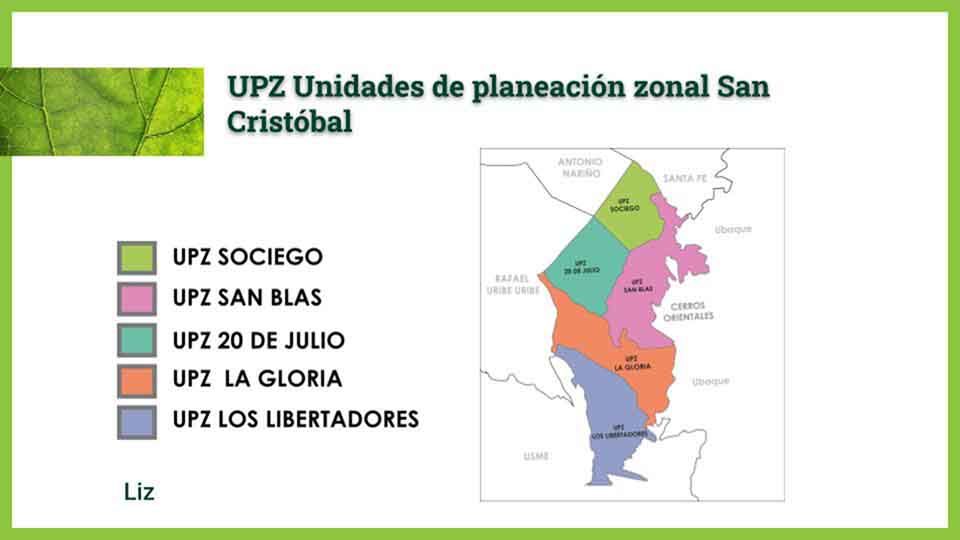 UPZ Unidades de planeación zonal San
Cristóbal
UPZ SOCIEGO
UPZ SAN BLAS
UPZ 20 DE JULIO
UPZ LA GLORIA
UPZ LOS LIBERTADORES
Liz
ANTONIO
NARIÑO
SANTA FE
UPZ
SOCIEGO
Ubaque
UPZ
20 DE JULIO
RAFAEL
URIBE URIBE
UPZ
SAN BLAS
CERROS
ORIENTALES
UPZ
LA GLORIA
Ubaque
UPZ
LOS LIBERTADORES
USME